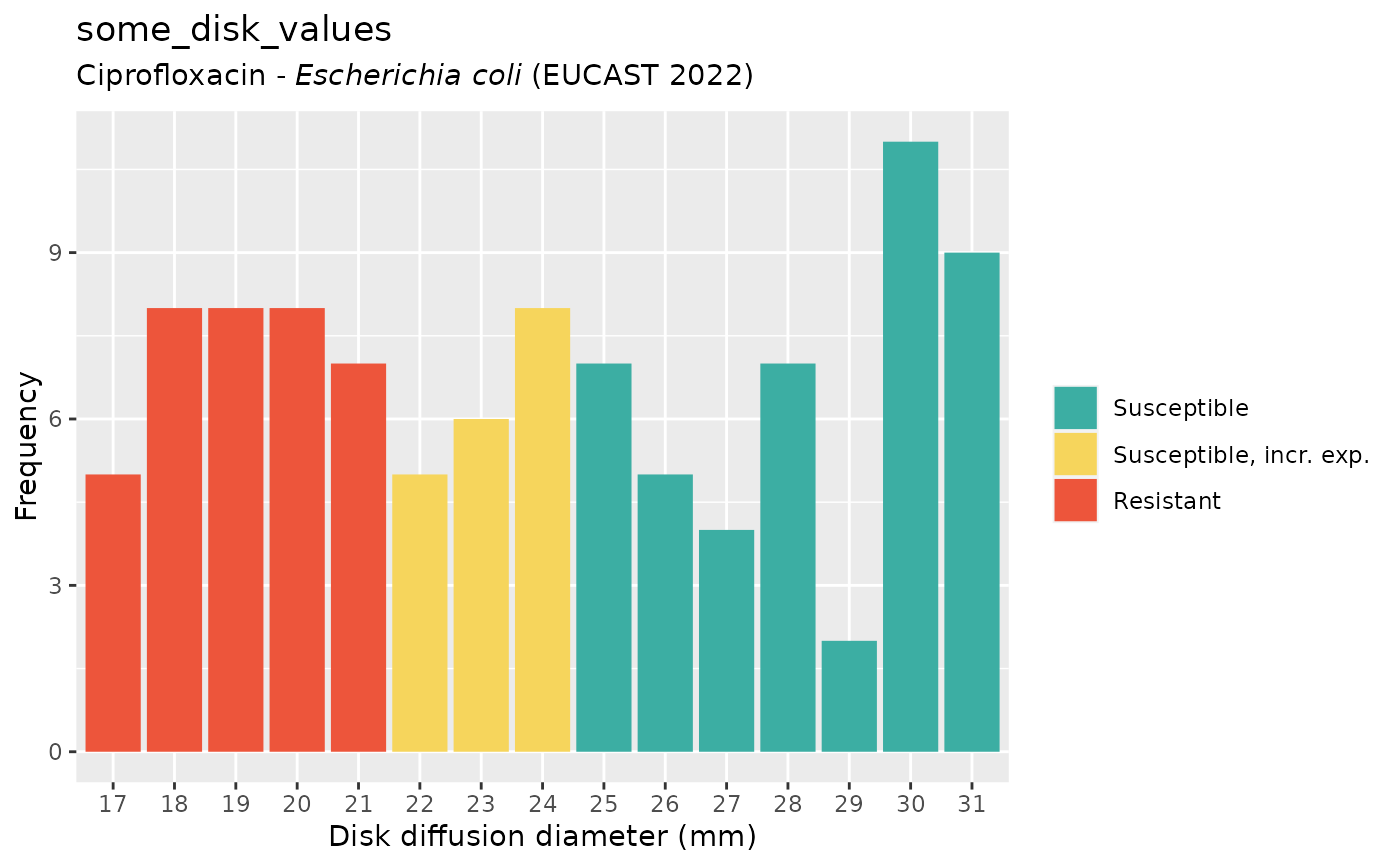 some_disk_values
Ciprofloxacin - Escherichia coli (EUCAST 2022)
Frequency
9
6
3
0
17 18 19 20 21 22 23 24 25 26 27 28 29 30 31
Disk diffusion diameter (mm)
Susceptible
Susceptible, incr. exp.
Resistant